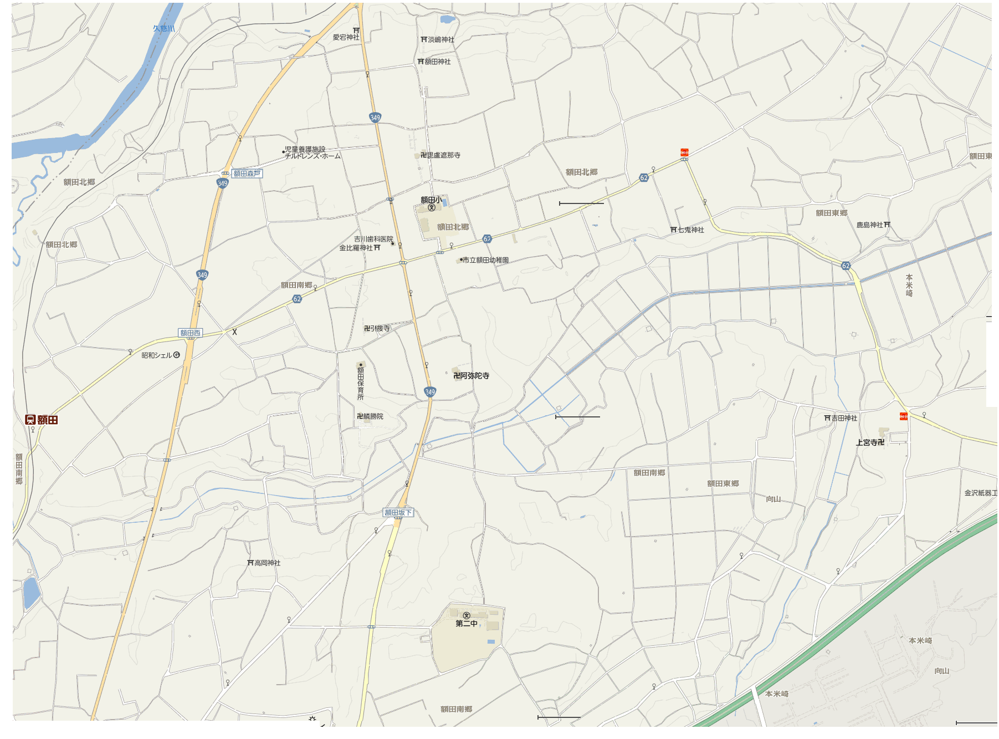 久慈川
愛宕神社
淡嶋神社
額田神社
349
児童養護施設
チルドレンズ・ホーム
毘盧遮那寺
額田東
額田森戸
額田北郷
349
額田北郷
62
額田小
文
額田北郷
額田東郷
鹿島神社
七鬼神社
吉川歯科医院
金比羅神社
額田北郷
62
市立額田幼稚園
349
額田南郷
62
62
本米崎
引接寺
額田西
X
昭和シェル
G
額田保育所
阿弥陀寺
349
鱗勝院
額田
吉田神社
上宮寺
額田南郷
額田南郷
額田東郷
向山
金沢紙器工
額田坂下
高岡神社
文
第二中
本米崎
向山
本米崎
額田南郷